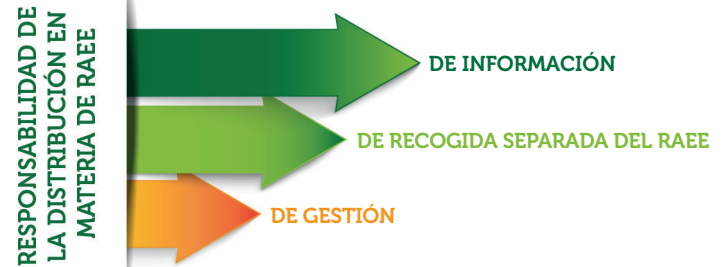 RESPONSABILIDAD DE
LA DISTRIBUCIÓN EN
MATERIA DE RAEE
DE INFORMACIÓN
DE RECOGIDA SEPARADA DEL RAEE
DE GESTIÓN